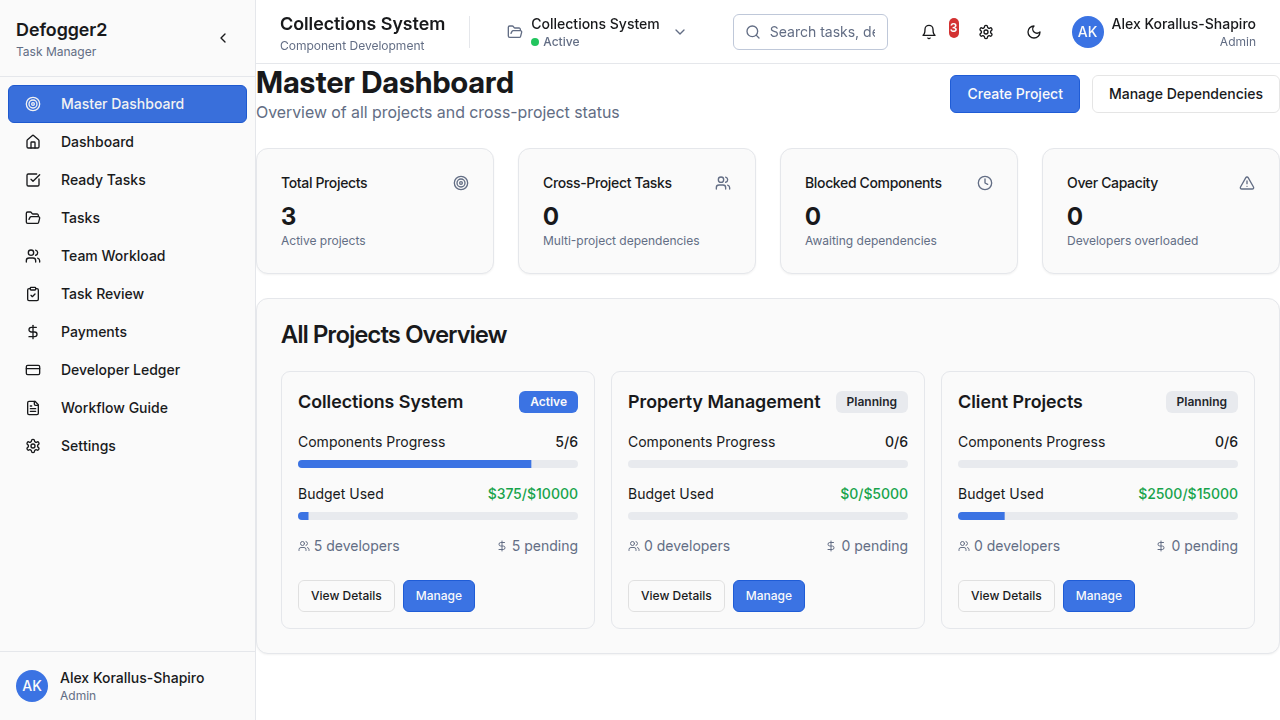 Defogger2
Task Manager
Master Dashboard
Dashboard
Ready Tasks
Tasks
Team Workload
Task Review
Payments
Developer Ledger
Workflow Guide
Settings
AK
Alex Korallus-Shapiro
Admin
Collections System
Component Development
Collections System
Active
Search tasks, de
3
AK
Alex Korallus-Shapiro
Admin
Master Dashboard
Overview of all projects and cross-project status
Create Project
Manage Dependencies
Total Projects
3
Active projects
Cross-Project Tasks
0
Multi-project dependencies
Blocked Components
0
Awaiting dependencies
Over Capacity
0
Developers overloaded
All Projects Overview
Collections System Active
Components Progress 5/6
Budget Used $375/$10000
5 developers $ 5 pending
View Details Manage
Property Management Planning
Components Progress 0/6
Budget Used $0/$5000
0 developers $ 0 pending
View Details Manage
Client Projects Planning
Components Progress 0/6
Budget Used $2500/$15000
0 developers $ 0 pending
View Details Manage